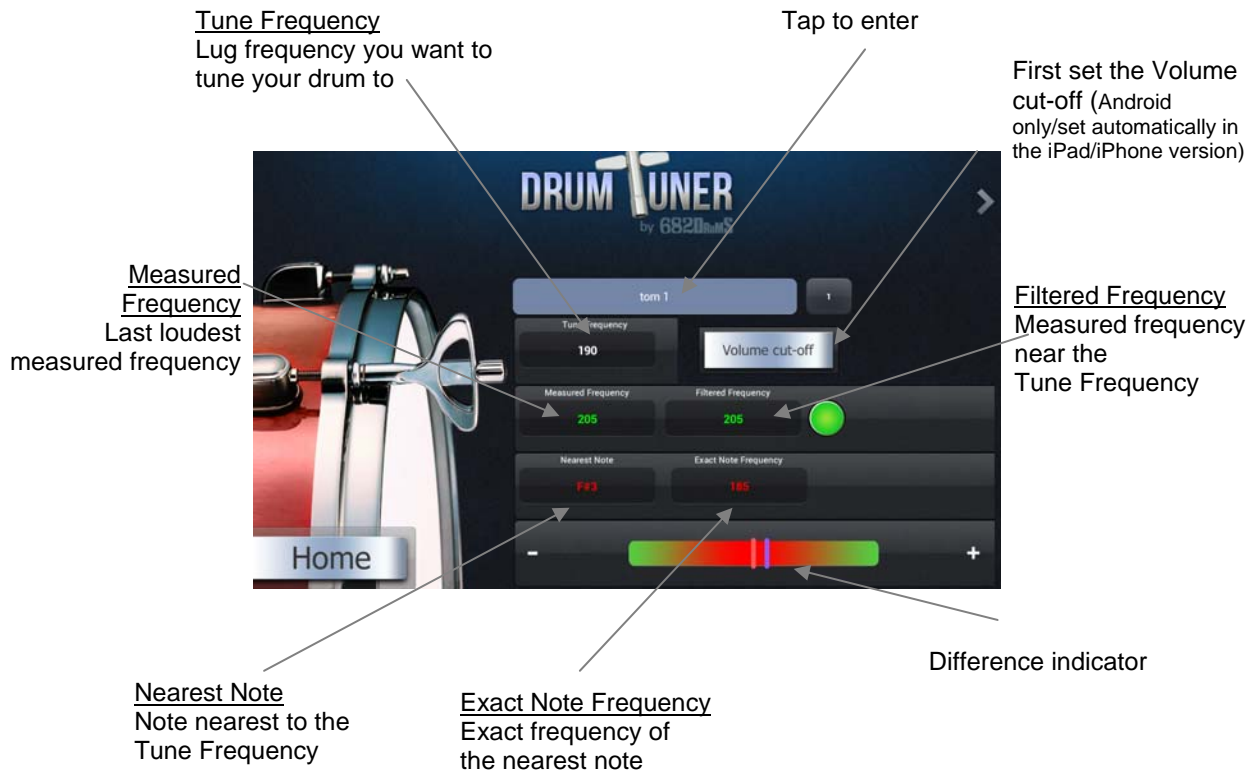 Tune Frequency
Lug frequency you want to
tune your drum to
Tap to enter
First set the Volume
cut-off (Android
only/set automatically in
the iPad/iPhone version)
Measured
Frequency
Last loudest
measured frequency
Filtered Frequency
Measured frequency
near the
Tune Frequency
DRUM TUNER
by 682DRUMS
tom 1
1
Tune Frequency
190
Volume cut-off
Measured Frequency
Filtered Frequency
205
205
Nearest Note
Exact Note Frequency
F#3
185
-
+
Home
Difference indicator
Nearest Note
Note nearest to the
Tune Frequency
Exact Note Frequency
Exact frequency of
the nearest note